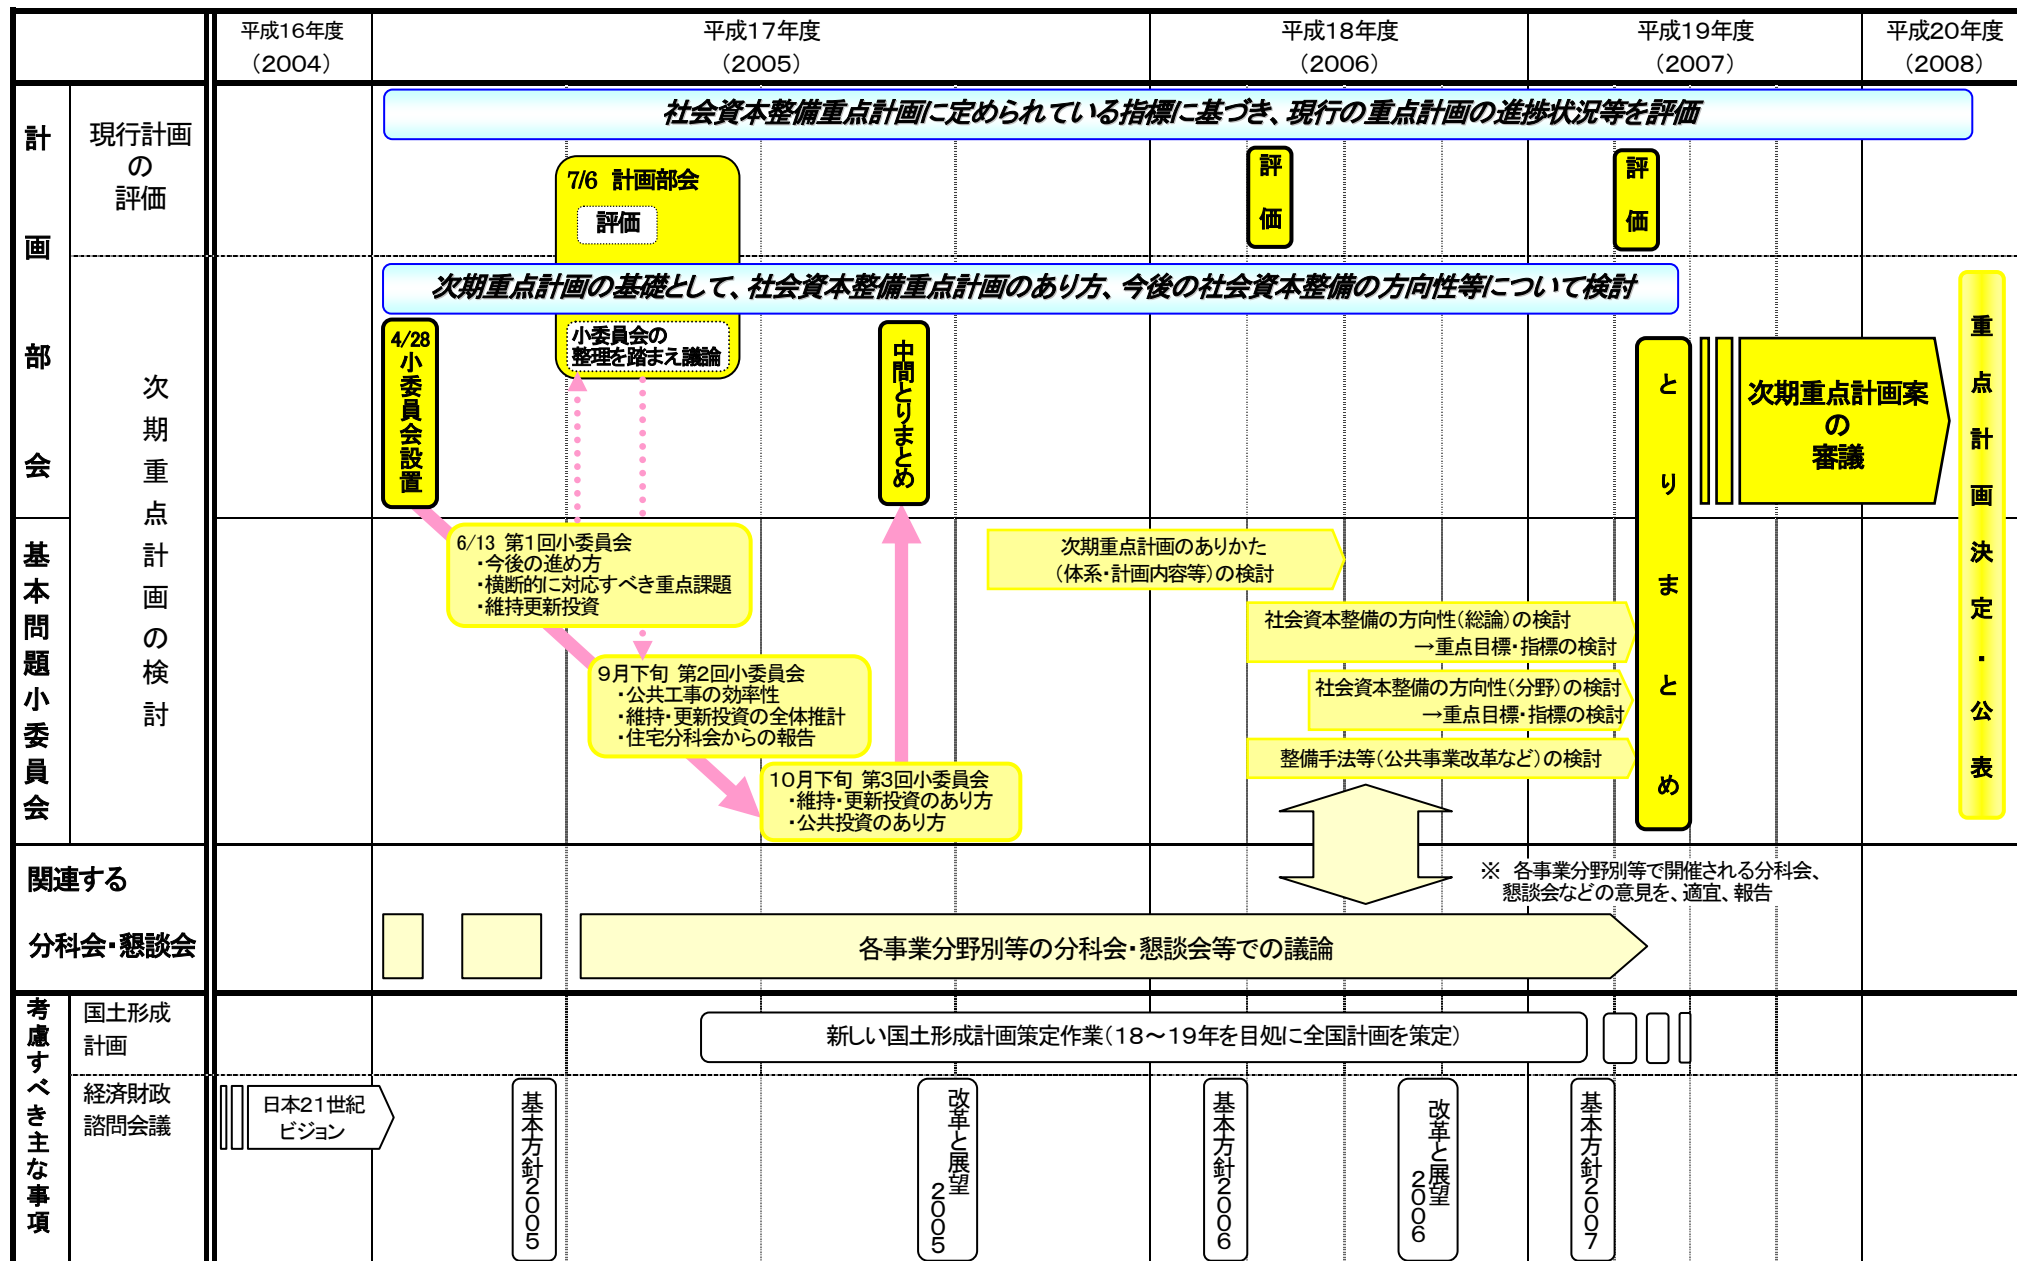 平成16年度
（2004）
平成17年度
（2005）
平成18年度
（2006）
平成19年度
（2007）
平成20年度
（2008）
計画部会
現行計画
の
評価
社会資本整備重点計画に定められている指標に基づき、現行の重点計画の進捗状況等を評価
7/6 計画部会
評価
評価
評価
次期重点計画の検討
次期重点計画の基礎として、社会資本整備重点計画のあり方、今後の社会資本整備の方向性等について検討
小委員会の
整理を踏まえ議論
4/28
小委員会設置
中間とりまとめ
とりまとめ
次期重点計画案
の
審議
重点計画決定・公表
基本問題小委員会
6/13 第1回小委員会
・今後の進め方
・横断的に対応すべき重点課題
・維持更新投資
9月下旬 第2回小委員会
・公共工事の効率性
・維持・更新投資の全体推計
・住宅分科会からの報告
10月下旬 第3回小委員会
・維持・更新投資のあり方
・公共投資のあり方
次期重点計画のありかた
（体系・計画内容等）の検討
社会資本整備の方向性（総論）の検討
→重点目標・指標の検討
社会資本整備の方向性（分野）の検討
→重点目標・指標の検討
整備手法等（公共事業改革など）の検討
※ 各事業分野別等で開催される分科会、
懇談会などの意見を、適宜、報告
関連する
分科会・懇談会
各事業分野別等の分科会・懇談会等での議論
考慮すべき主な事項
国土形成
計画
新しい国土形成計画策定作業（18～19年を目処に全国計画を策定）
経済財政
諮問会議
日本21世紀
ビジョン
基本方針2005
改革と展望
2005
基本方針2006
改革と展望
2006
基本方針2007